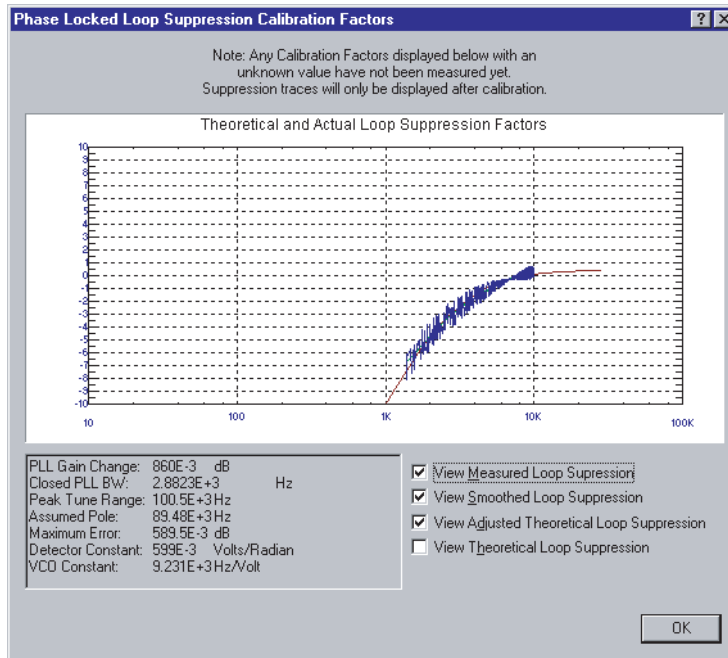 Phase Locked Loop Suppression Calibration Factors
Note: Any Calibration Factors displayed below with an
unknown value have not been measured yet.
Suppression traces will only be displayed after calibration.
Theoretical and Actual Loop Suppression Factors
10
9
8
7
6
5
4
3
2
1
0
-1
-2
-3
-4
-5
-6
-7
-8
-9
-10
10 100 1K 10K 100K
PLL Gain Change: 860E-3 dB
Closed PLL BW: 2.8823E+3 Hz
Peak Tune Range: 100.5E+3 Hz
Assumed Pole: 89.48E+3 Hz
Maximum Error: 589.5E-3 dB
Detector Constant: 599E-3 Volts/Radian
VCO Constant: 9.231E+3 Hz/Volt
View Measured Loop Supression
View Smoothed Loop Suppression
View Adjusted Theoretical Loop Suppression
View Theoretical Loop Suppression
OK